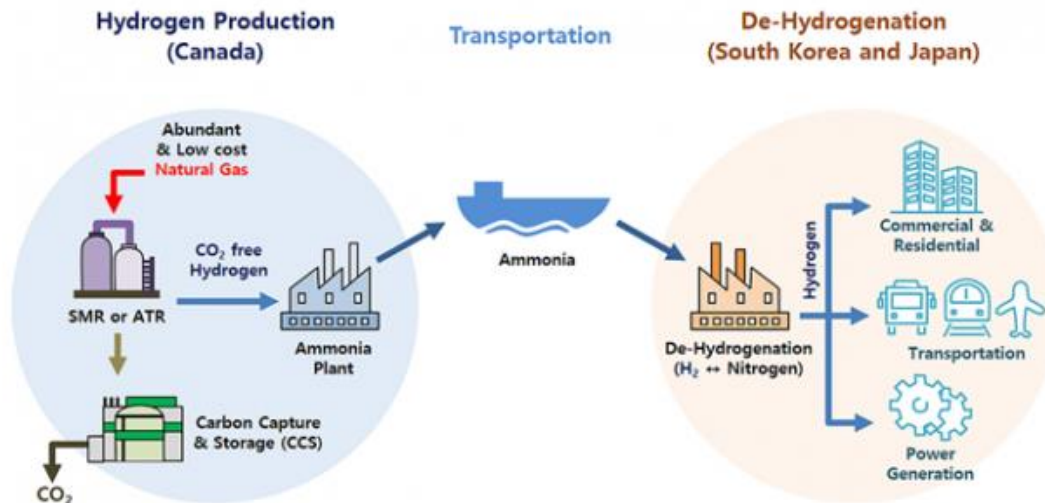 Hydrogen Production
(Canada)
Transportation
De-Hydrogenation
(South Korea and Japan)
Abundant
& Low cost
Natural Gas
CO₂ free
Hydrogen
SMR or ATR
Ammonia
Plant
Carbon Capture
& Storage (CCS)
CO₂
Ammonia
De-Hydrogenation
(H₂ ↔ Nitrogen)
Hydrogen
Commercial &
Residential
Transportation
Power
Generation